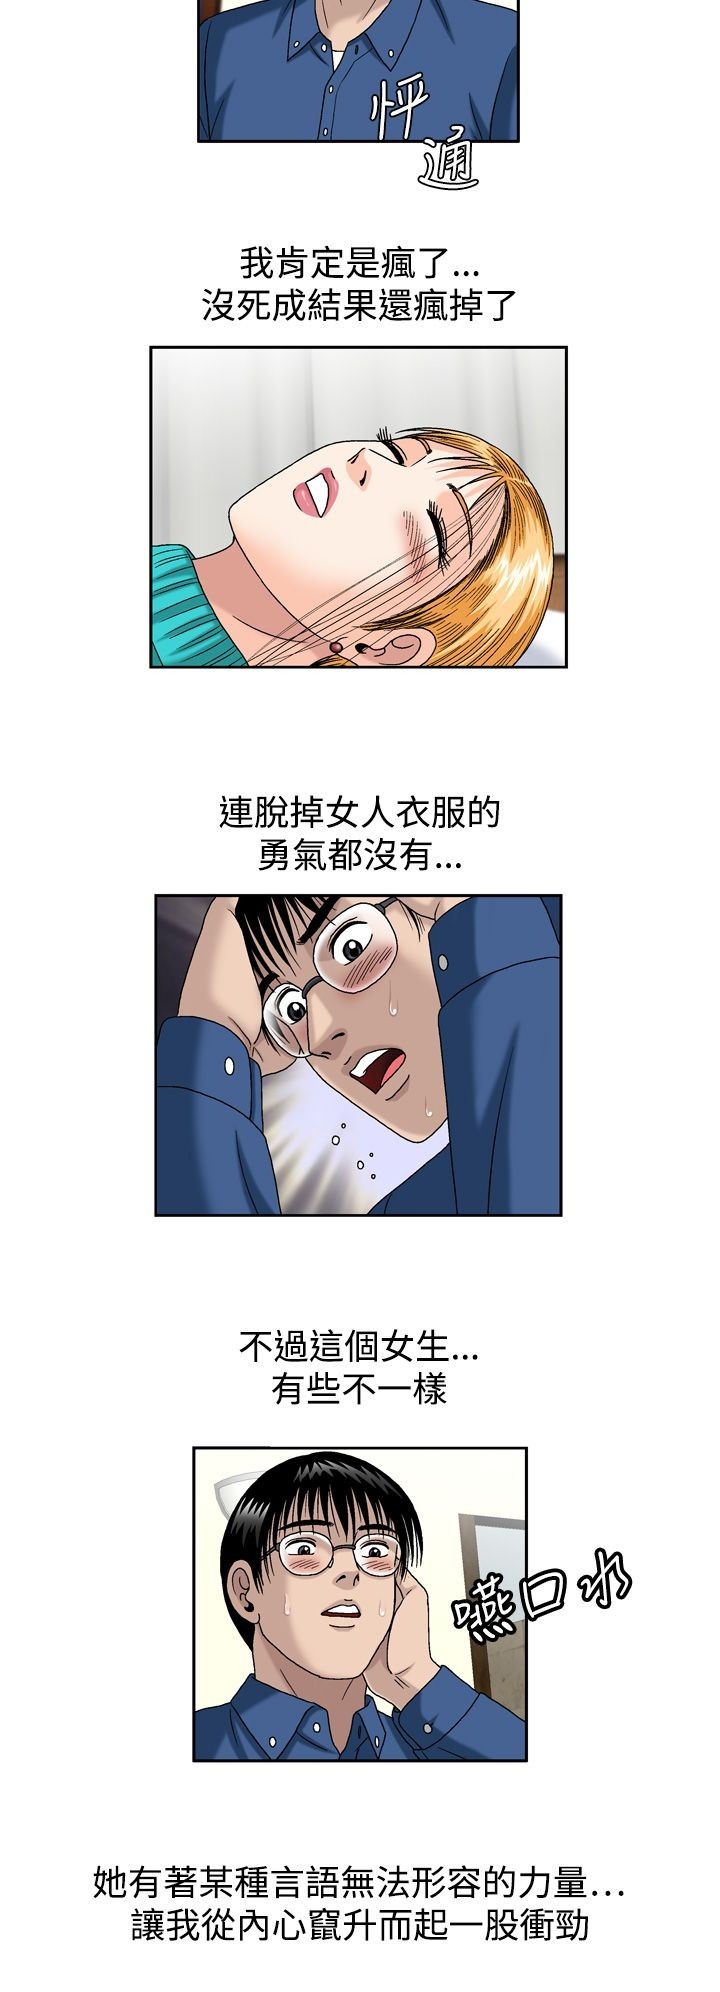 怦通
我肯定是瘋了...
沒死成結果還瘋掉了
連脫掉女人衣服的
勇氣都沒有...
不過這個女生...
有些不一樣
嚥口水
她有著某種言語無法形容的力量...
讓我從內心竄升而起一股衝勁